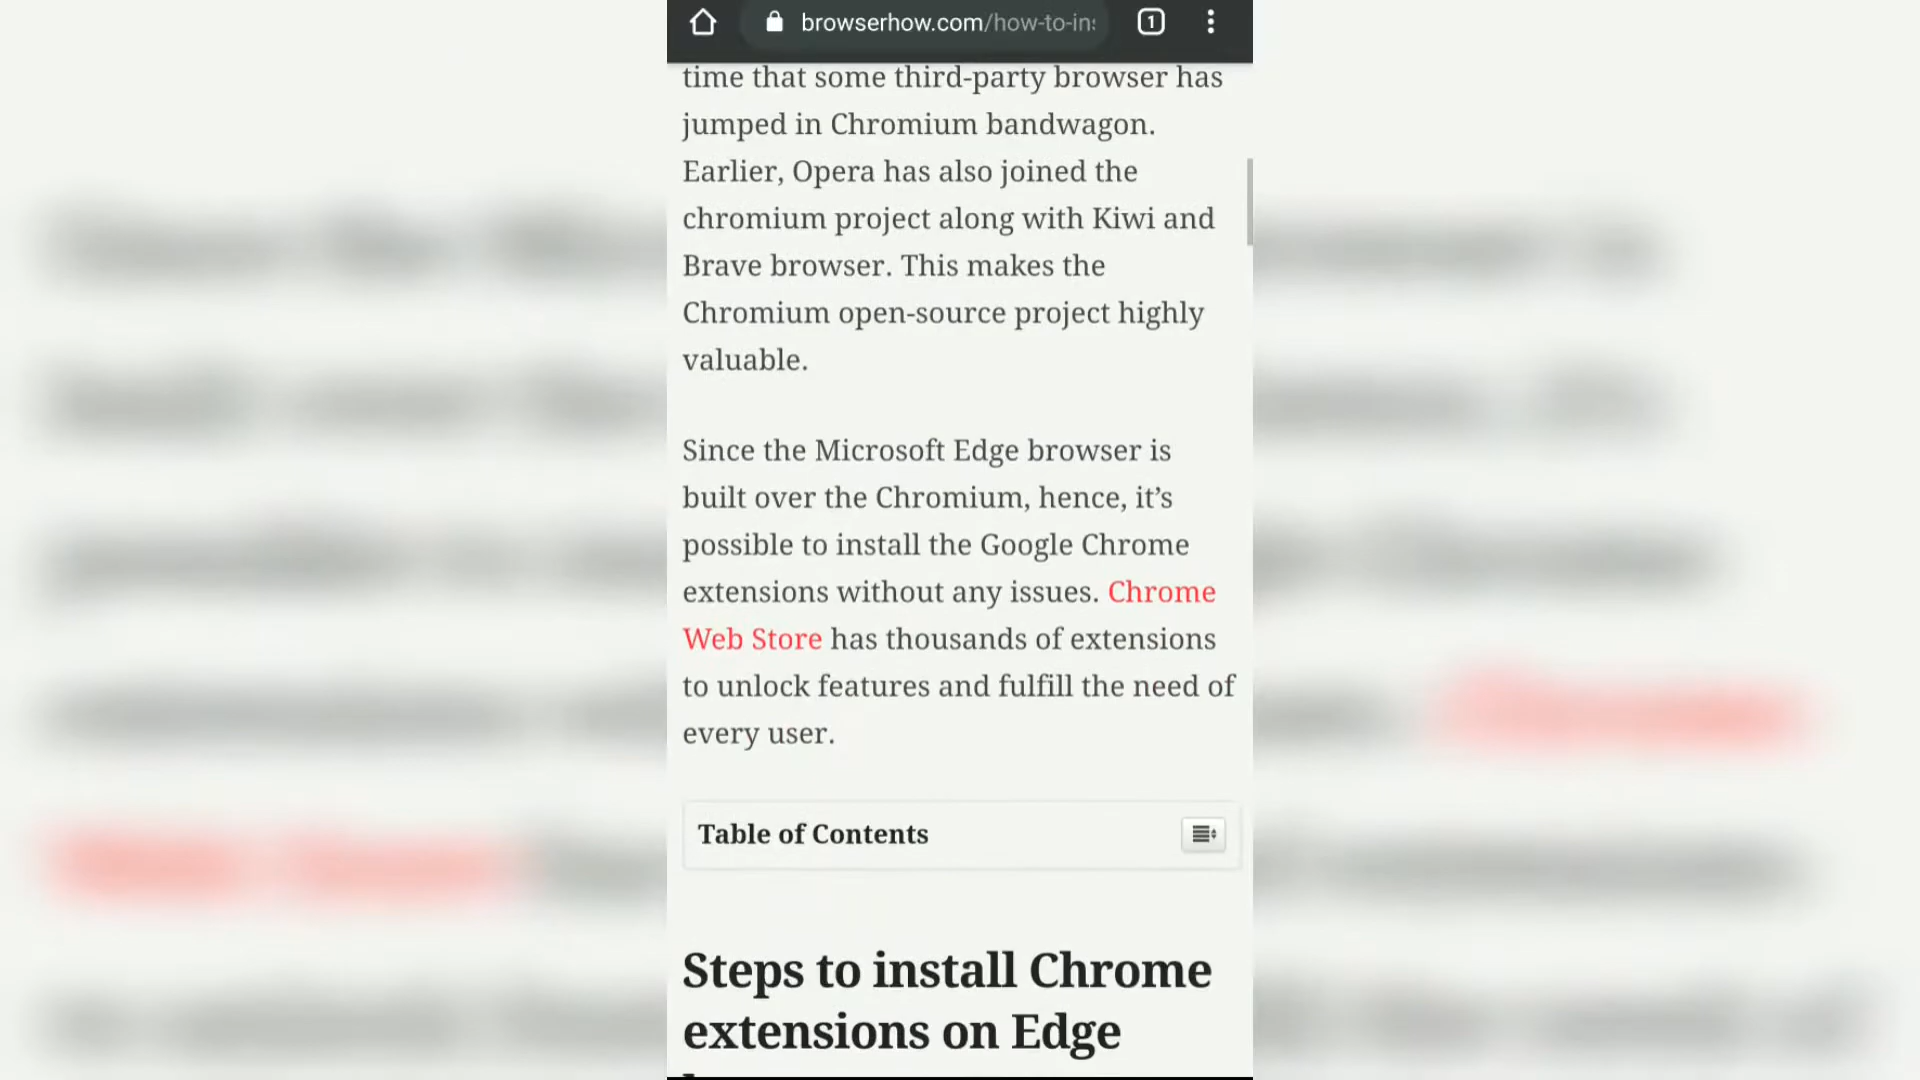 browserhow.com/how-to-ins
1
time that some third-party browser has
jumped in Chromium bandwagon.
Earlier, Opera has also joined the
chromium project along with Kiwi and
Brave browser. This makes the
Chromium open-source project highly
valuable.
Since the Microsoft Edge browser is
built over the Chromium, hence, it’s
possible to install the Google Chrome
extensions without any issues. Chrome
Web Store has thousands of extensions
to unlock features and fulfill the need of
every user.
Table of Contents
Steps to install Chrome
extensions on Edge